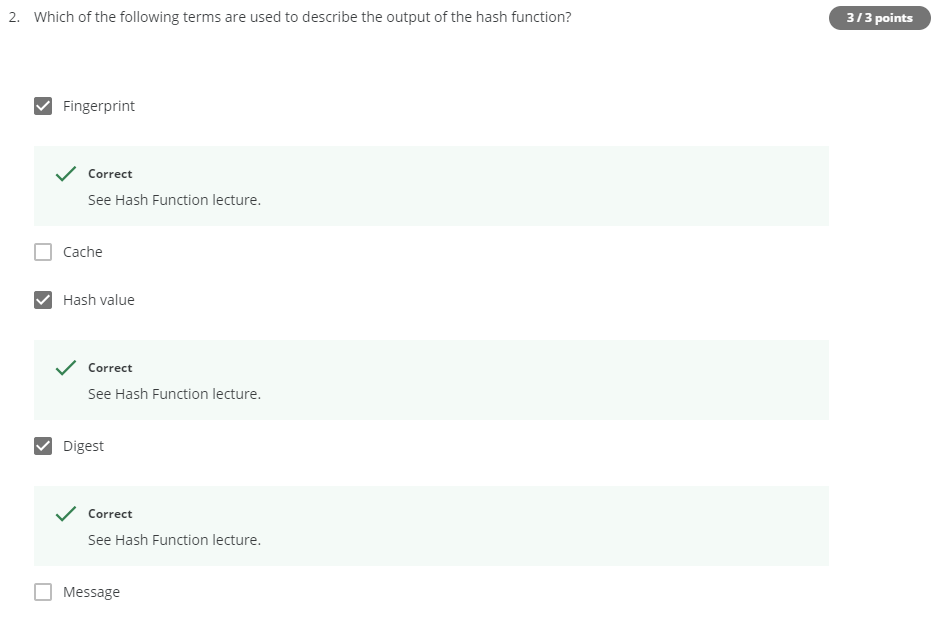 2. Which of the following terms are used to describe the output of the hash function?
3 / 3 points
Fingerprint
Correct
See Hash Function lecture.
Cache
Hash value
Correct
See Hash Function lecture.
Digest
Correct
See Hash Function lecture.
Message